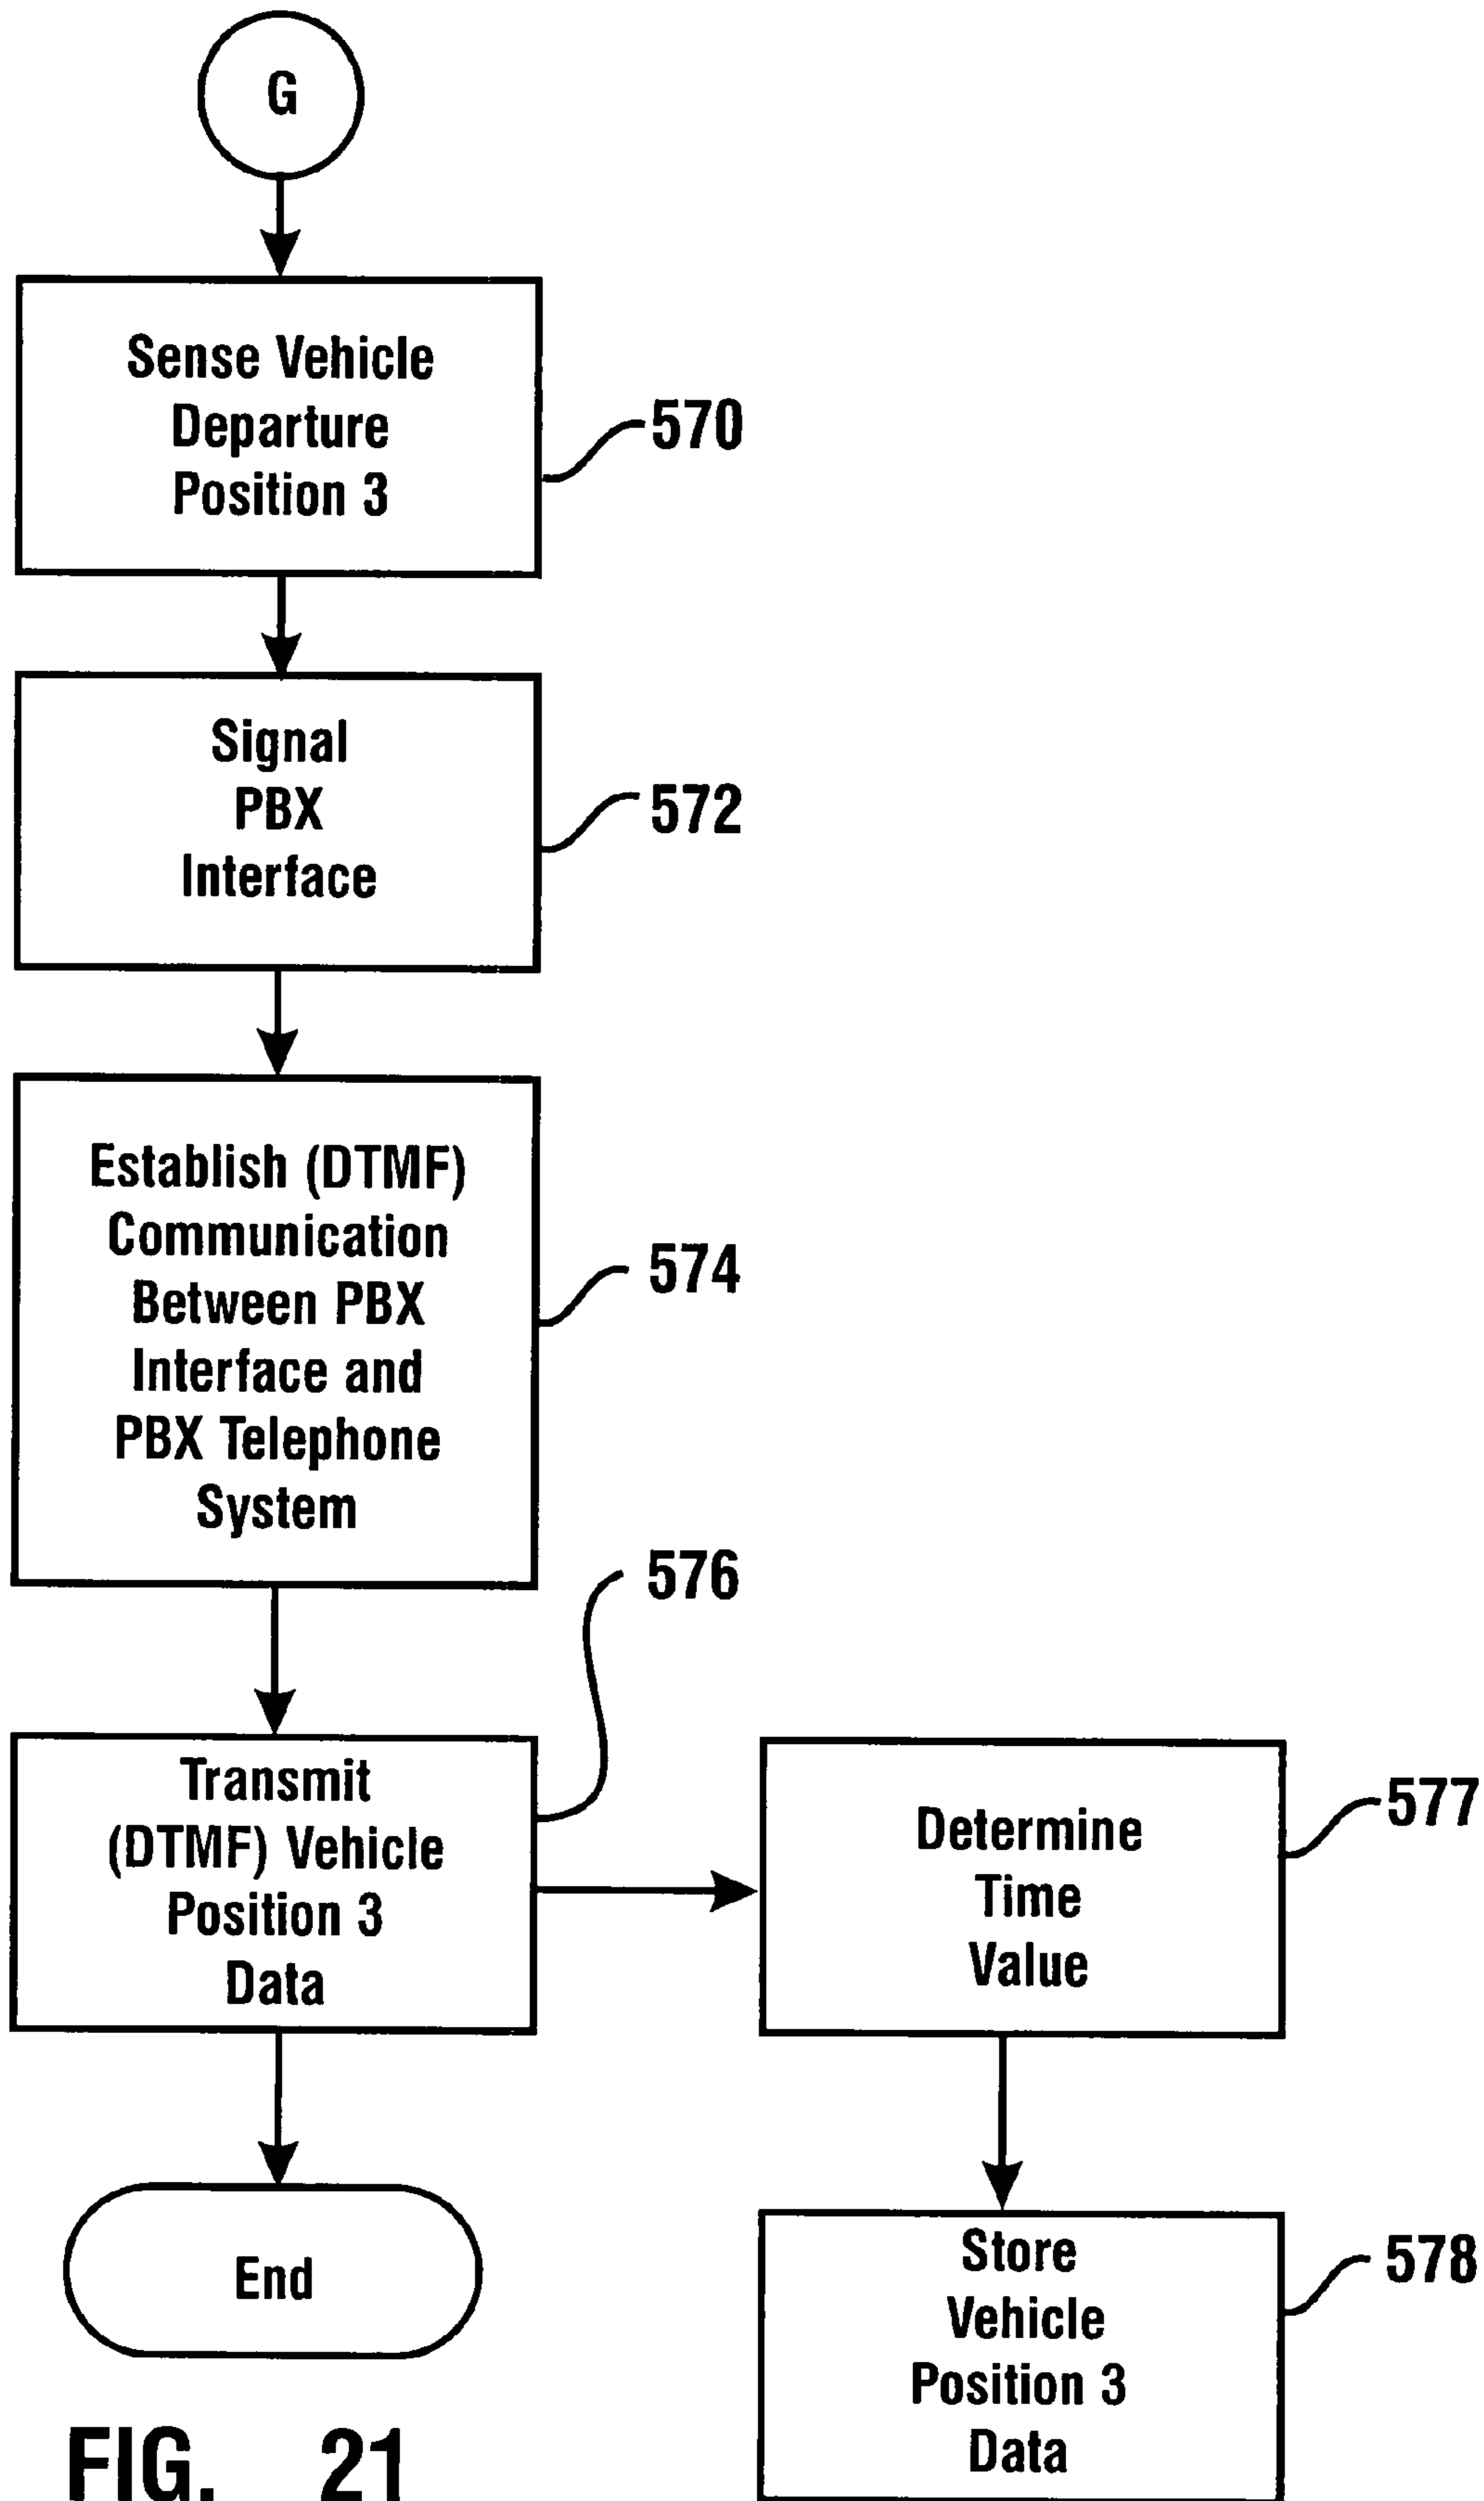 G
Sense Vehicle
Departure
Position 3
570
Signal
PBX
Interface
572
Establish (DTMF)
Communication
Between PBX
Interface and
PBX Telephone
System
574
576
Transmit
(DTMF) Vehicle
Position 3
Data
Determine
Time
Value
577
End
Store
Vehicle
Position 3
Data
578
FIG. 21